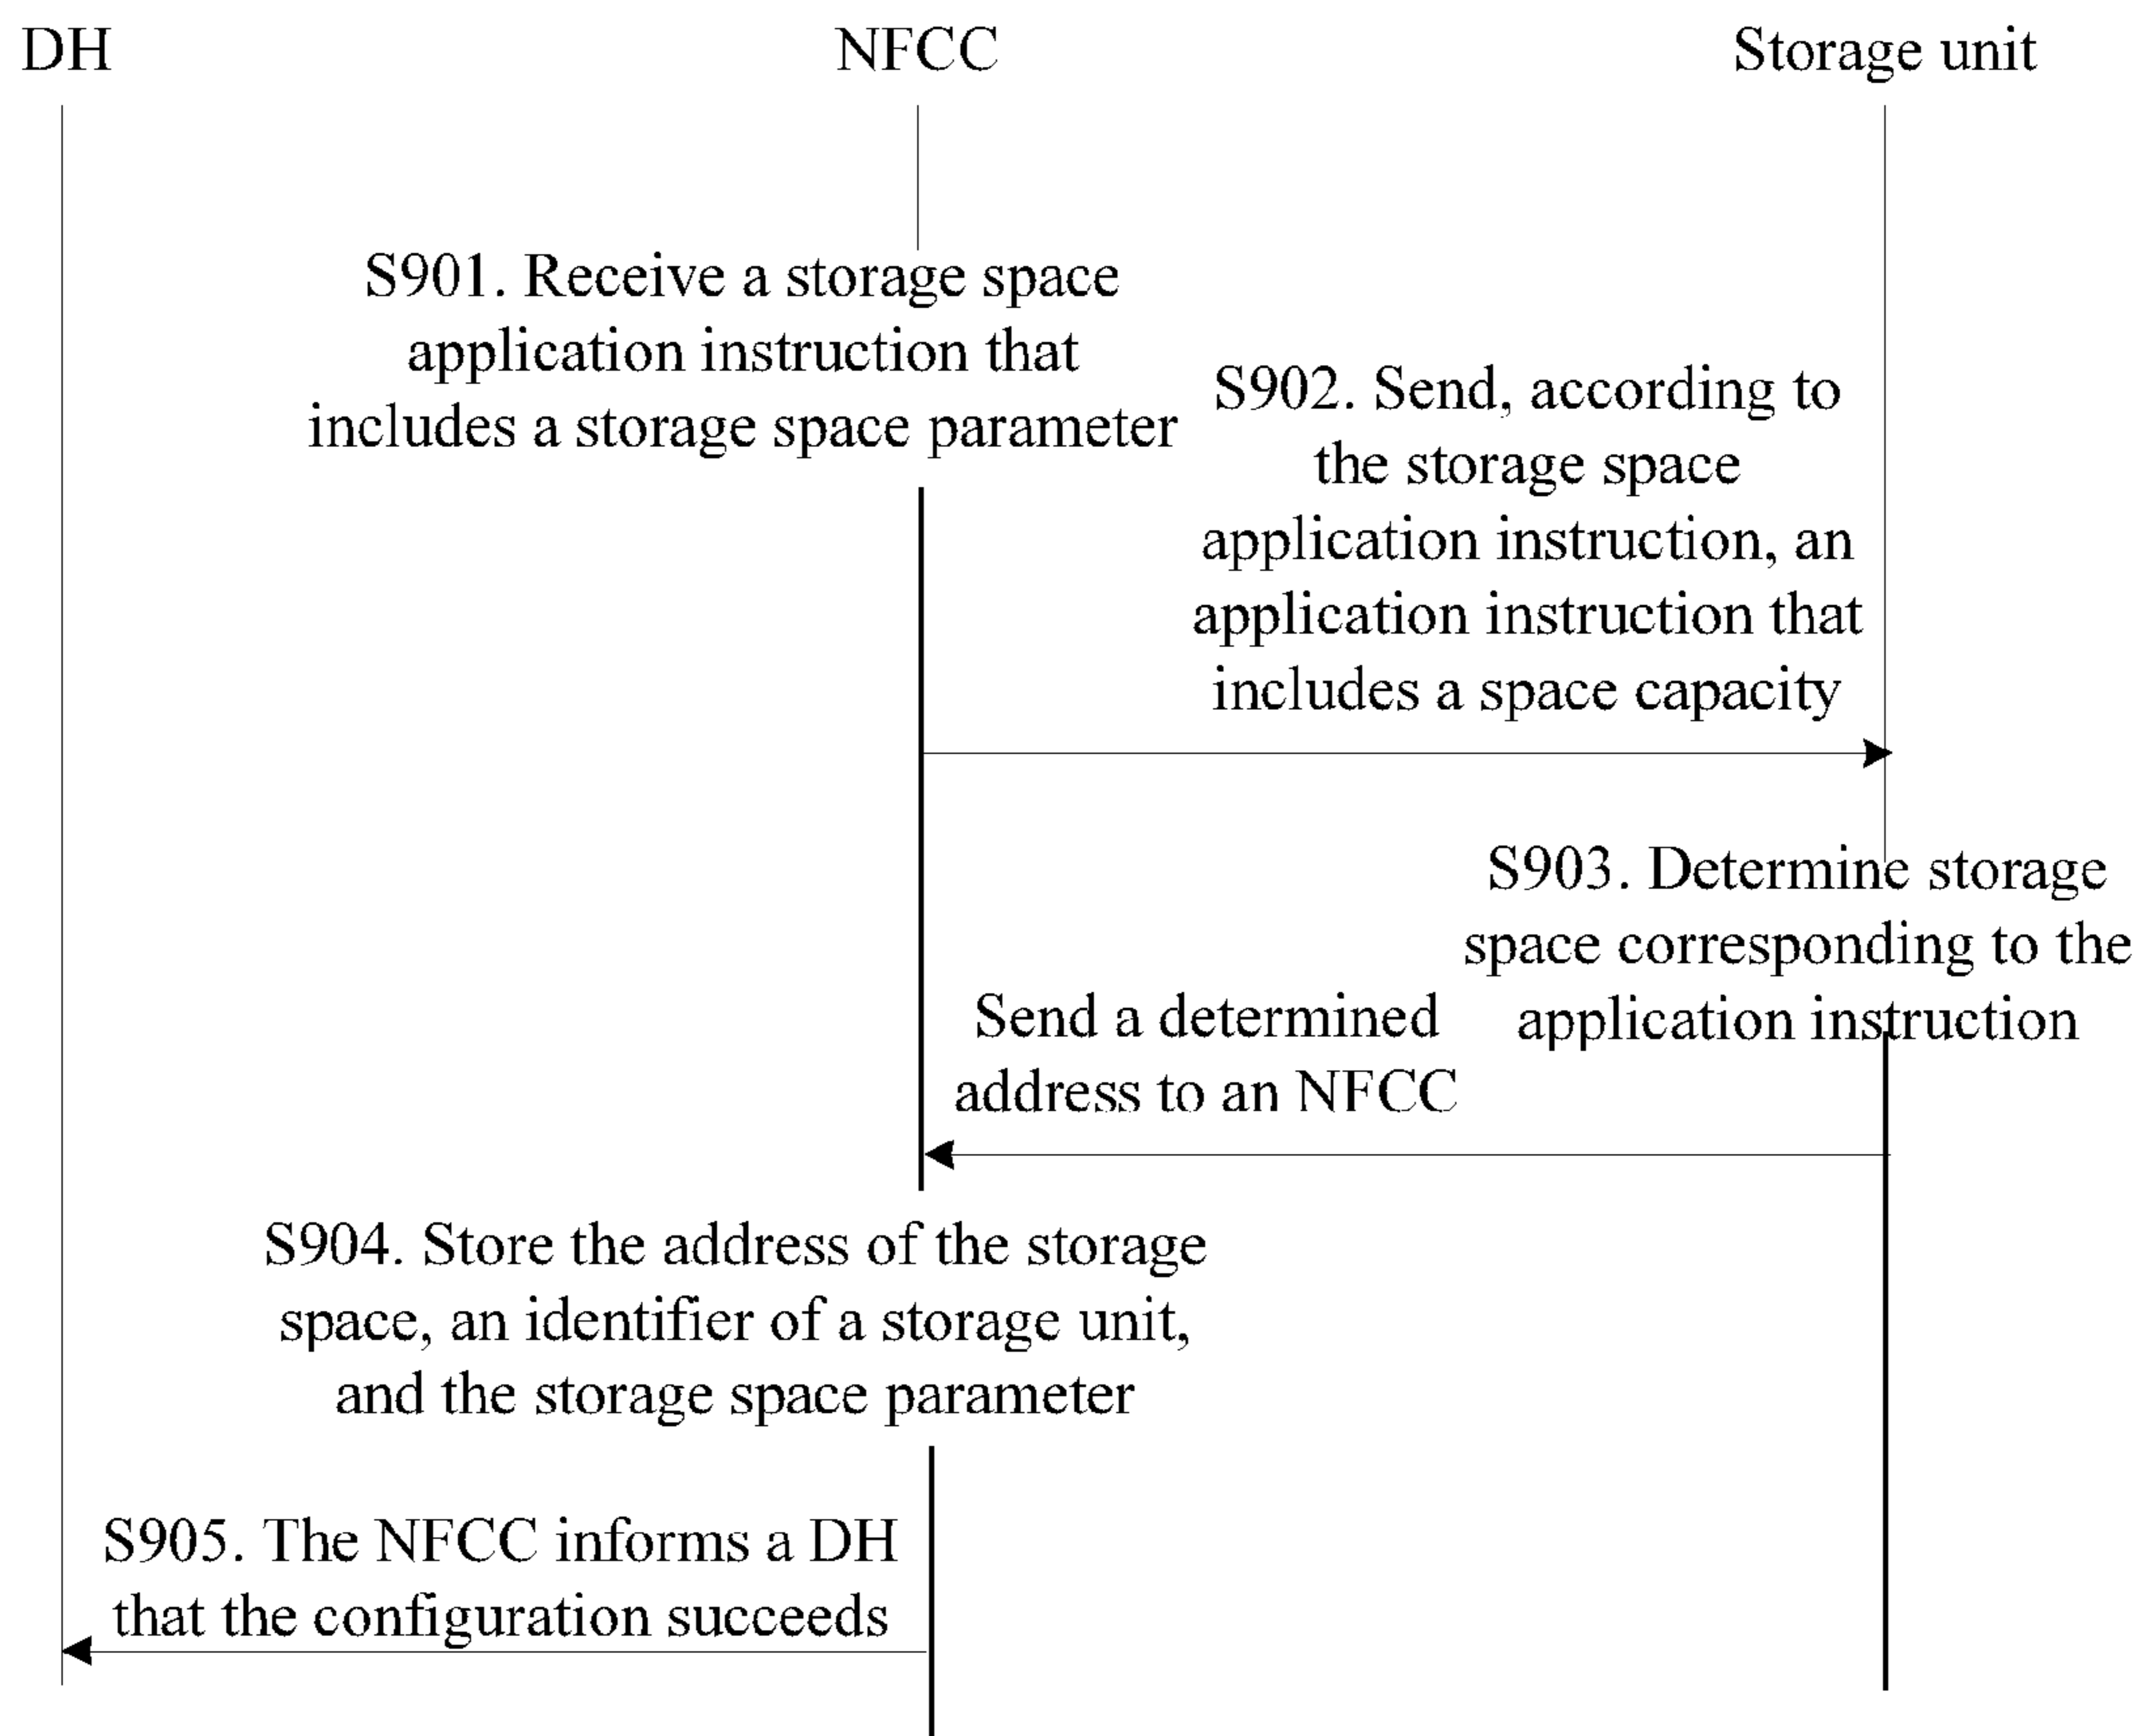 DH
NFCC
Storage unit
S901. Receive a storage space
application instruction that
includes a storage space parameter
S902. Send, according to
the storage space
application instruction, an
application instruction that
includes a space capacity
S903. Determine storage
space corresponding to the
application instruction
Send a determined
address to an NFCC
S904. Store the address of the storage
space, an identifier of a storage unit,
and the storage space parameter
S905. The NFCC informs a DH
that the configuration succeeds